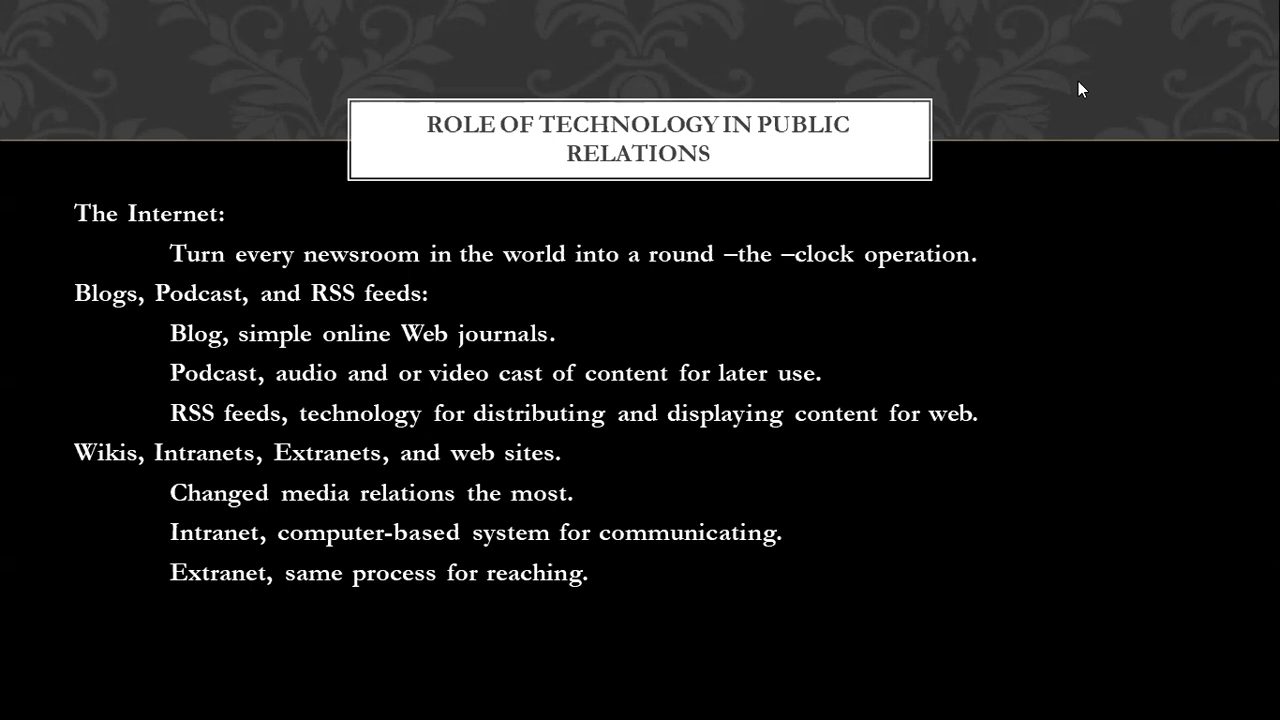 ROLE OF TECHNOLOGY IN PUBLIC
RELATIONS
The Internet:
Turn every newsroom in the world into a round –the –clock operation.
Blogs, Podcast, and RSS feeds:
Blog, simple online Web journals.
Podcast, audio and or video cast of content for later use.
RSS feeds, technology for distributing and displaying content for web.
Wikis, Intranets, Extranets, and web sites.
Changed media relations the most.
Intranet, computer-based system for communicating.
Extranet, same process for reaching.